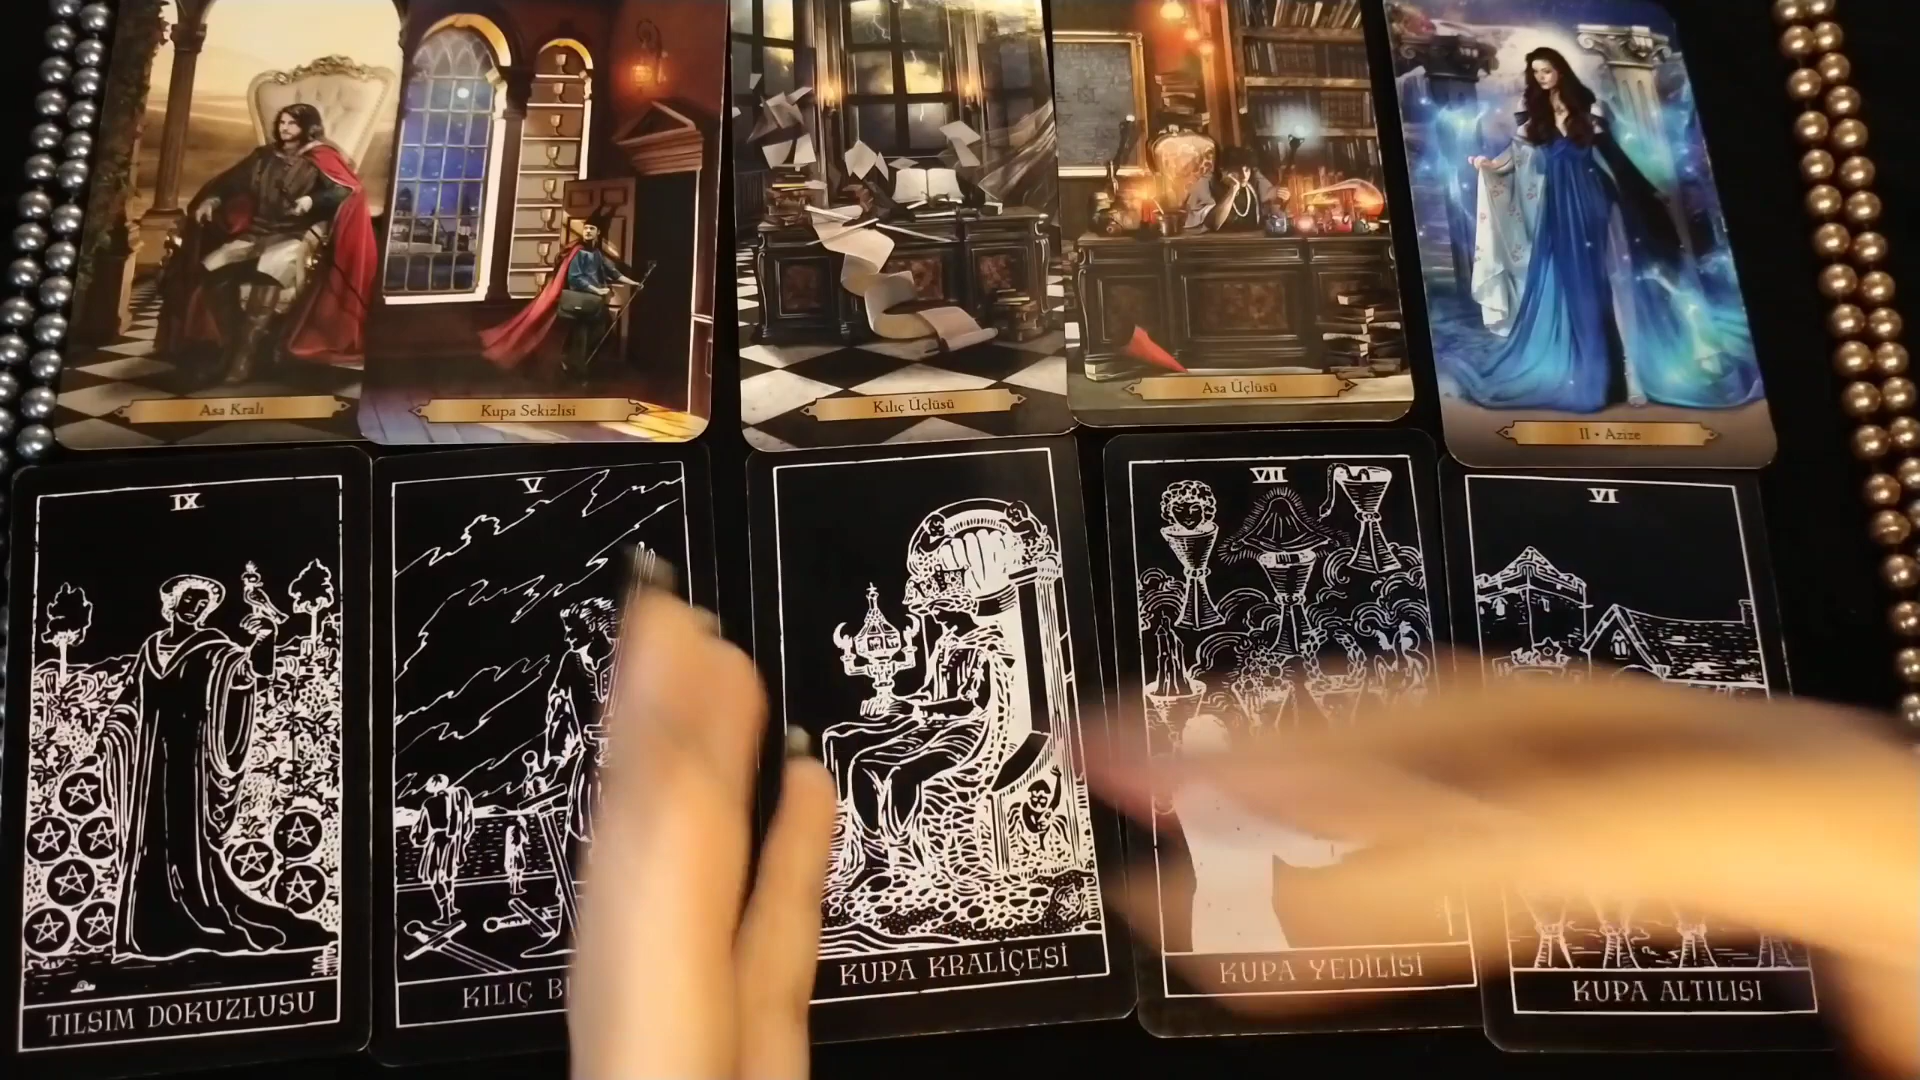 Asa Kralı
Kupa Sekizlisi
Kılıç Üçlüsü
Asa Üçlüsü
II • Azize
IX
V
VII
VI
TILSIM DOKUZLUSU
KILIÇ
KUPA KRALİÇESİ
KUPA YEDİLİSİ
KUPA ALTILISI